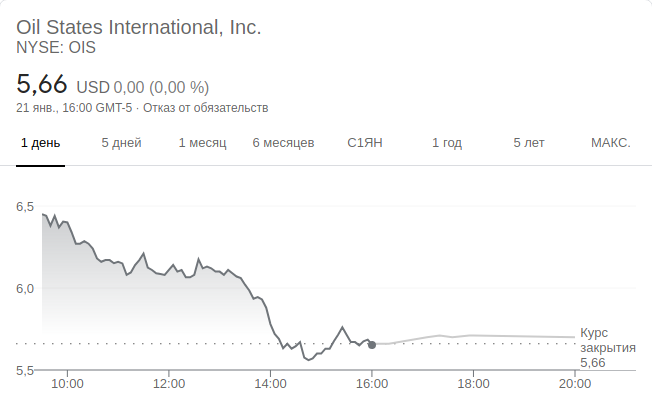 Oil States International, Inc.
NYSE: OIS
5,66 USD 0,00 (0,00 %)
21 янв., 16:00 GMT-5 · Отказ от обязательств
1 день 5 дней 1 месяц 6 месяцев С1ЯН 1 год 5 лет МАКС.
6,5
6,0
5,5
Курс
закрытия
5,66
10:00 12:00 14:00 16:00 18:00 20:00